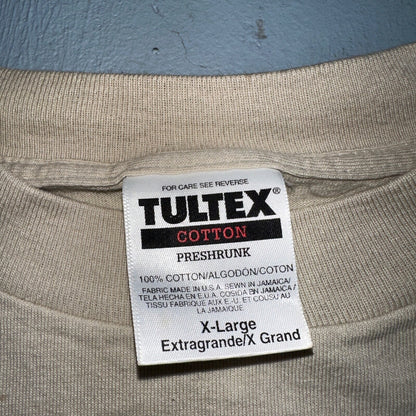 FOR CARE SEE REVERSE
TULTEX®
COTTON
PRESHRUNK
100% COTTON/ALGODÓN/COTON
FABRIC MADE IN U.S.A. SEWN IN JAMAICA/
TELA HECHA EN E.U.A. COSIDA EN JAMAICA/
TISSU FABRIQUE AUX E.-U. ET COUSU AU
LA JAMAIQUE
X-Large
Extragrande/X Grand